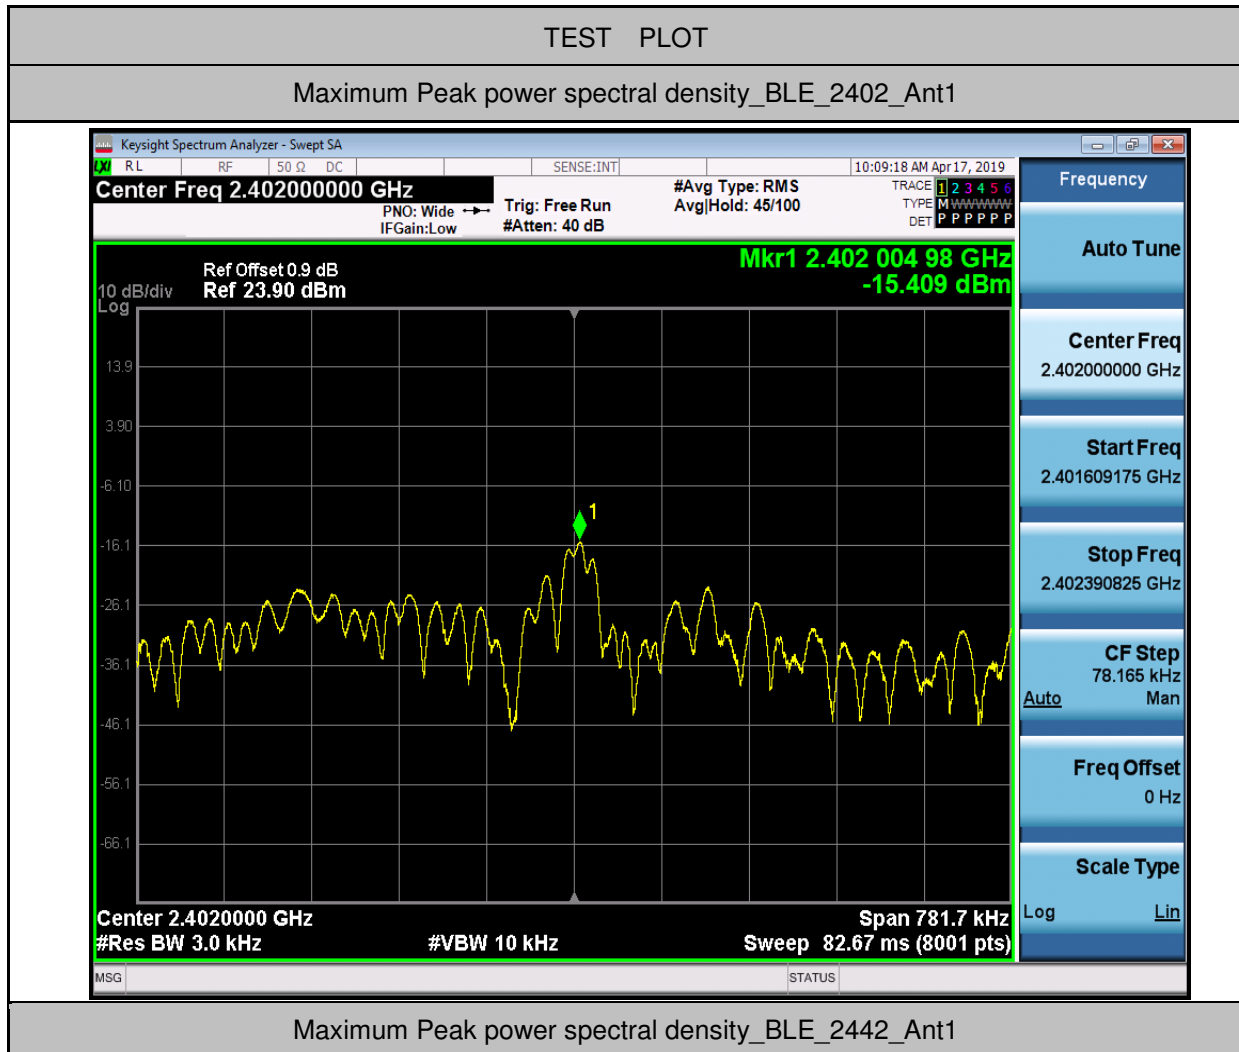 TEST PLOT
Maximum Peak power spectral density_BLE_2402_Ant1
Keysight Spectrum Analyzer - Swept SA
LXI RL RF 50 Ω DC SENSE:INT 10:09:18 AM Apr 17, 2019
Center Freq 2.402000000 GHz
PNO: Wide
IFGain:Low
Trig: Free Run
#Atten: 40 dB
#Avg Type: RMS
Avg|Hold: 45/100
TRACE 1 2 3 4 5 6
TYPE M WWWWW
DET P P P P P P
Ref Offset 0.9 dB
10 dB/div Ref 23.90 dBm
Log
Mkr1 2.402 004 98 GHz
-15.409 dBm
13.9
3.90
-6.10
-16.1
-26.1
-36.1
-46.1
-56.1
-66.1
1
Center 2.4020000 GHz Span 781.7 kHz
#Res BW 3.0 kHz #VBW 10 kHz Sweep 82.67 ms (8001 pts)
MSG STATUS
Frequency
Auto Tune
Center Freq
2.402000000 GHz
Start Freq
2.401609175 GHz
Stop Freq
2.402390825 GHz
CF Step
78.165 kHz
Auto Man
Freq Offset
0 Hz
Scale Type
Log Lin
Maximum Peak power spectral density_BLE_2442_Ant1